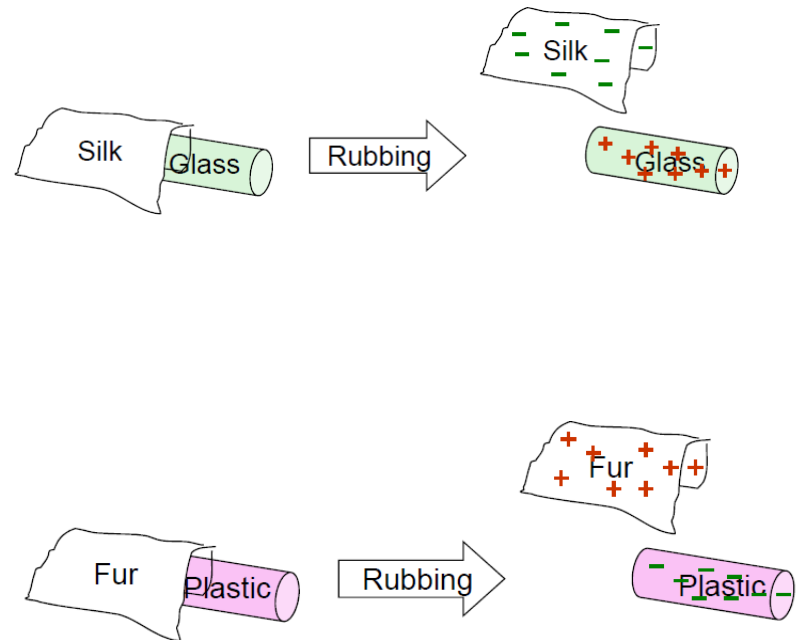 Silk
Glass
Rubbing
Silk
Glass
Fur
Plastic
Rubbing
Fur
Plastic